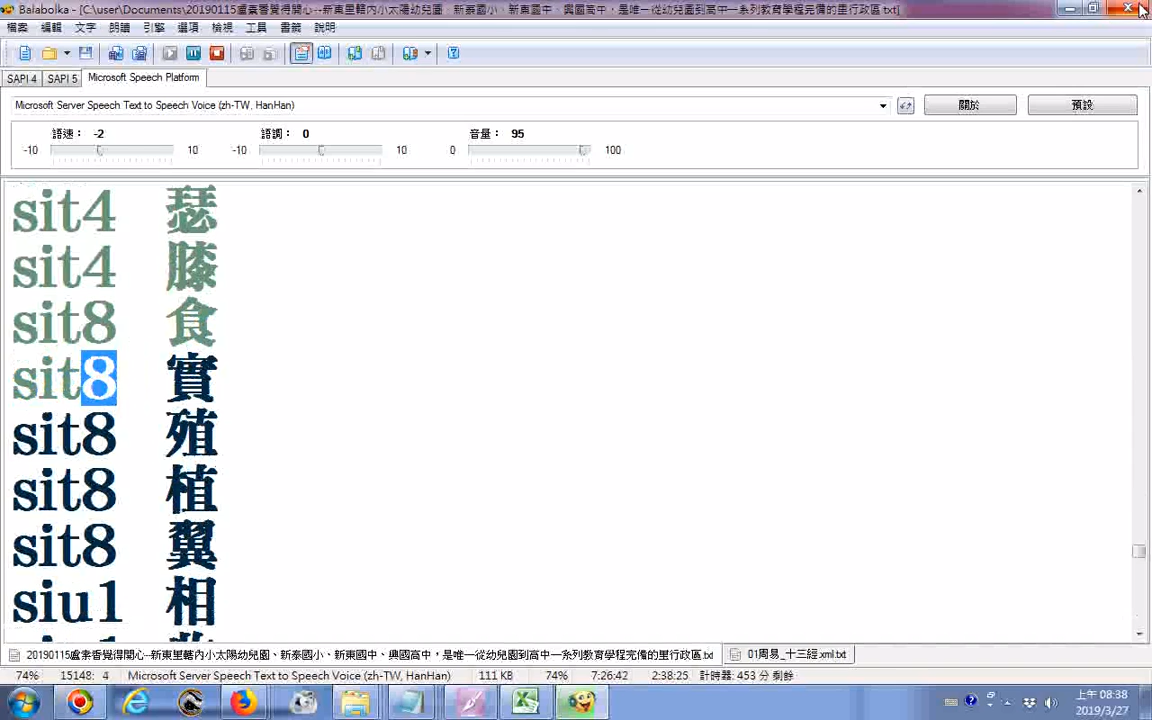 Balabolka - [C:\user\Documents\20190115盧素香覺得開心--新東里轄內小太陽幼兒園、新泰國小、新東國中、興國高中，是唯一從幼兒園到高中一系列教育學程完備的里行政區.txt]
檔案 編輯 文字 朗讀 引擎 選項 檢視 工具 書籤 說明
SAPI 4 SAPI 5 Microsoft Speech Platform
Microsoft Server Speech Text to Speech Voice (zh-TW, HanHan) 關於 預設
語速： -2 語調： 0 音量： 95
-10 10 -10 10 0 100
sit4 瑟
sit4 膝
sit8 食
sit8 實
sit8 殖
sit8 植
sit8 翼
siu1 相
20190115盧素香覺得開心--新東里轄內小太陽幼兒園、新泰國小、新東國中、興國高中，是唯一從幼兒園到高中一系列教育學程完備的里行政區.txt 01周易_十三經.xml.txt
74% 15148: 4 Microsoft Server Speech Text to Speech Voice (zh-TW, HanHan) 111 KB 74% 7:26:42 2:38:25 計時器: 453 分 剩餘
上午 08:38
2019/3/27